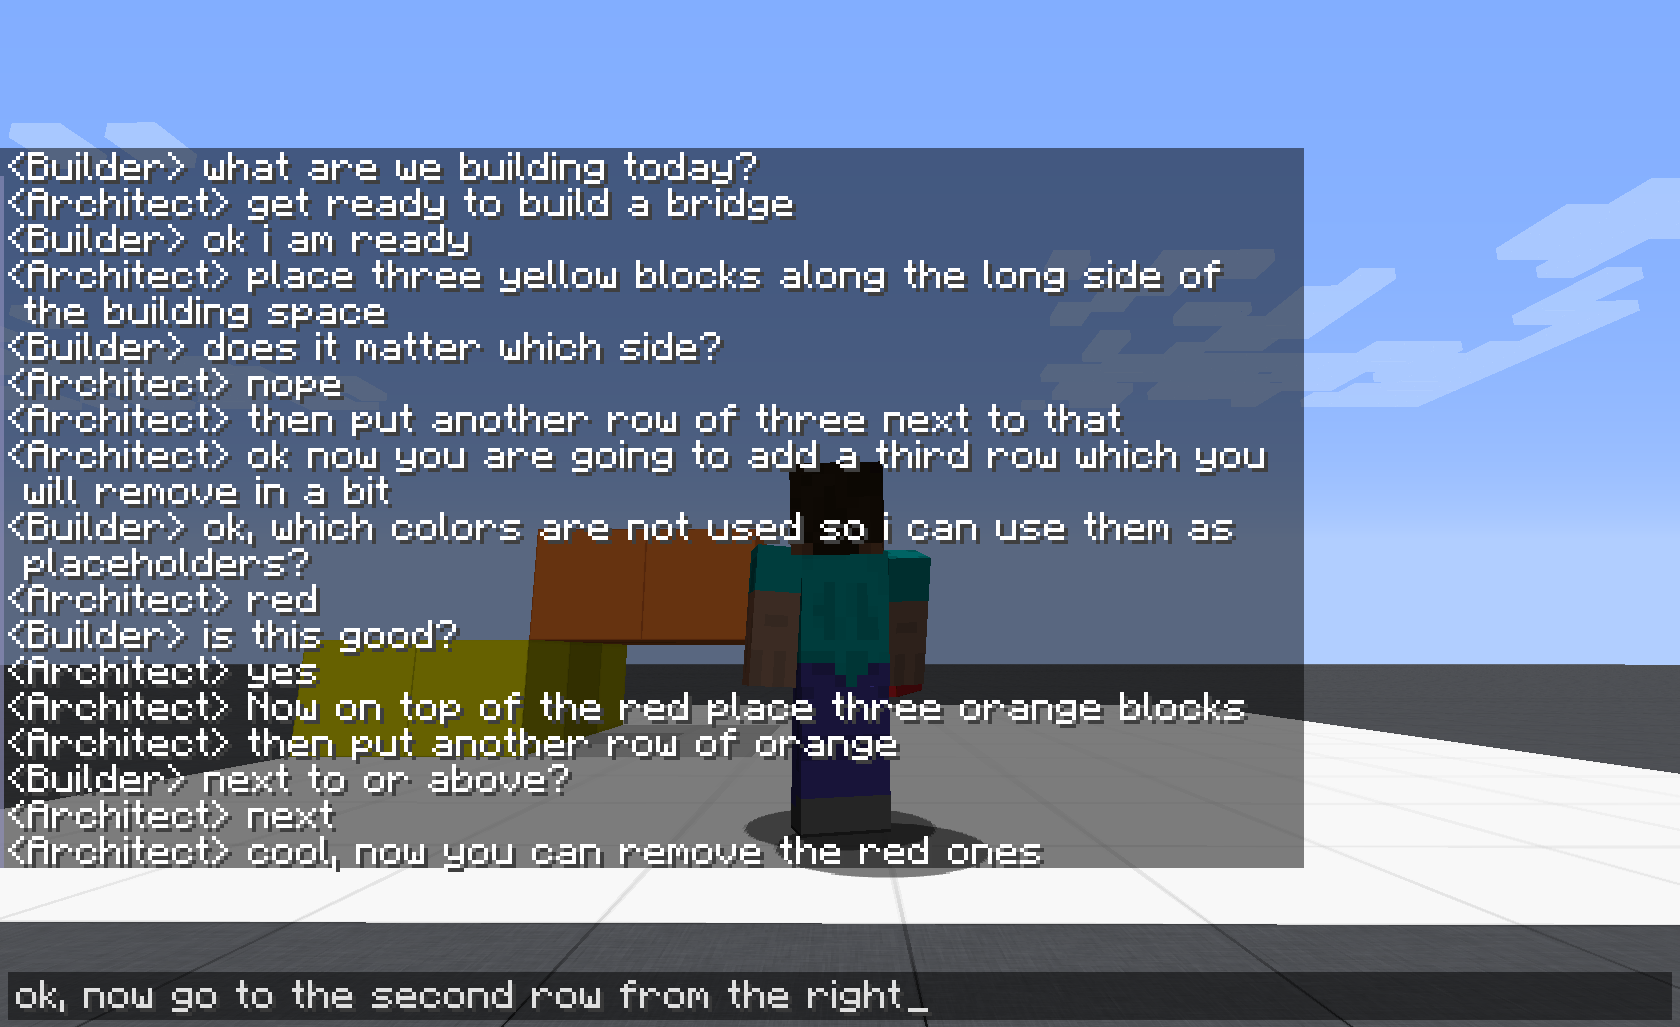 <Builder> what are we building today?
<Architect> get ready to build a bridge
<Builder> ok i am ready
<Architect> place three yellow blocks along the long side of
the building space
<Builder> does it matter which side?
<Architect> nope
<Architect> then put another row of three next to that
<Architect> ok now you are going to add a third row which you
will remove in a bit
<Builder> ok, which colors are not used so i can use them as
placeholders?
<Architect> red
<Builder> is this good?
<Architect> yes
<Architect> Now on top of the red place three orange blocks
<Architect> then put another row of orange
<Builder> next to or above?
<Architect> next
<Architect> cool, now you can remove the red ones
ok, now go to the second row from the right_